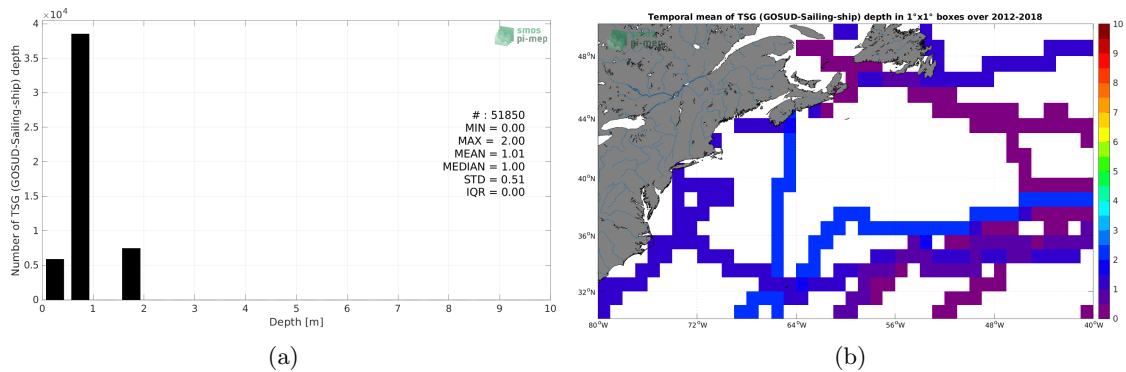 ×10⁴
4
3.5
3
2.5
2
1.5
1
0.5
0
Number of TSG (GOSUD-Sailing-ship) depth
smos
pi-mep
# : 51850
MIN = 0.00
MAX = 2.00
MEAN = 1.01
MEDIAN = 1.00
STD = 0.51
IQR = 0.00
0 1 2 3 4 5 6 7 8 9 10
Depth [m]
(a)
Temporal mean of TSG (GOSUD-Sailing-ship) depth in 1°x1° boxes over 2012-2018
smos
pi-mep
48°N
44°N
40°N
36°N
32°N
80°W 72°W 64°W 56°W 48°W 40°W
10
9
8
7
6
5
4
3
2
1
0
(b)